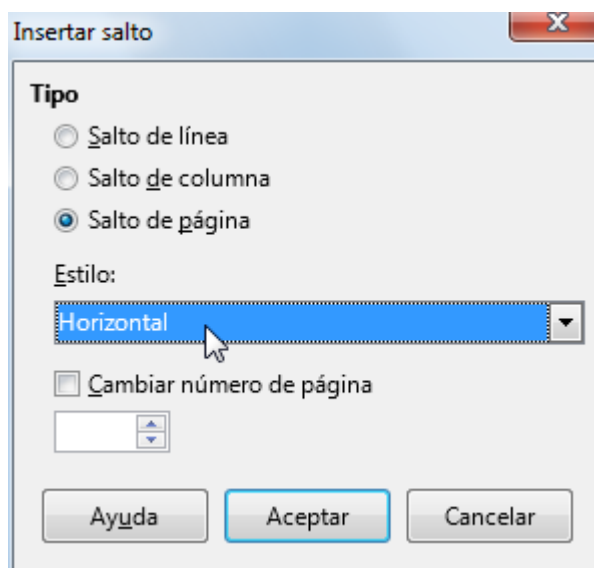 Insertar salto
Tipo
Salto de línea
Salto de columna
Salto de página
Estilo:
Horizontal
Cambiar número de página
Ayuda Aceptar Cancelar